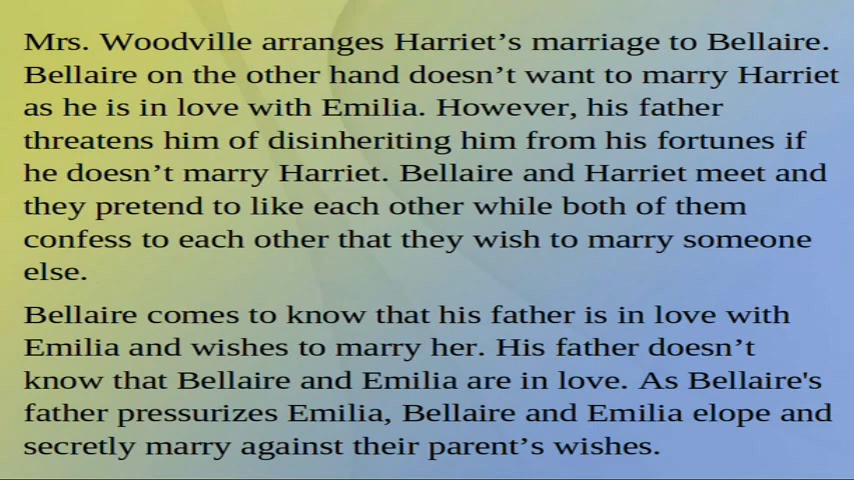 Mrs. Woodville arranges Harriet’s marriage to Bellaire.
Bellaire on the other hand doesn’t want to marry Harriet
as he is in love with Emilia. However, his father
threatens him of disinheriting him from his fortunes if
he doesn’t marry Harriet. Bellaire and Harriet meet and
they pretend to like each other while both of them
confess to each other that they wish to marry someone
else.
Bellaire comes to know that his father is in love with
Emilia and wishes to marry her. His father doesn’t
know that Bellaire and Emilia are in love. As Bellaire's
father pressurizes Emilia, Bellaire and Emilia elope and
secretly marry against their parent’s wishes.